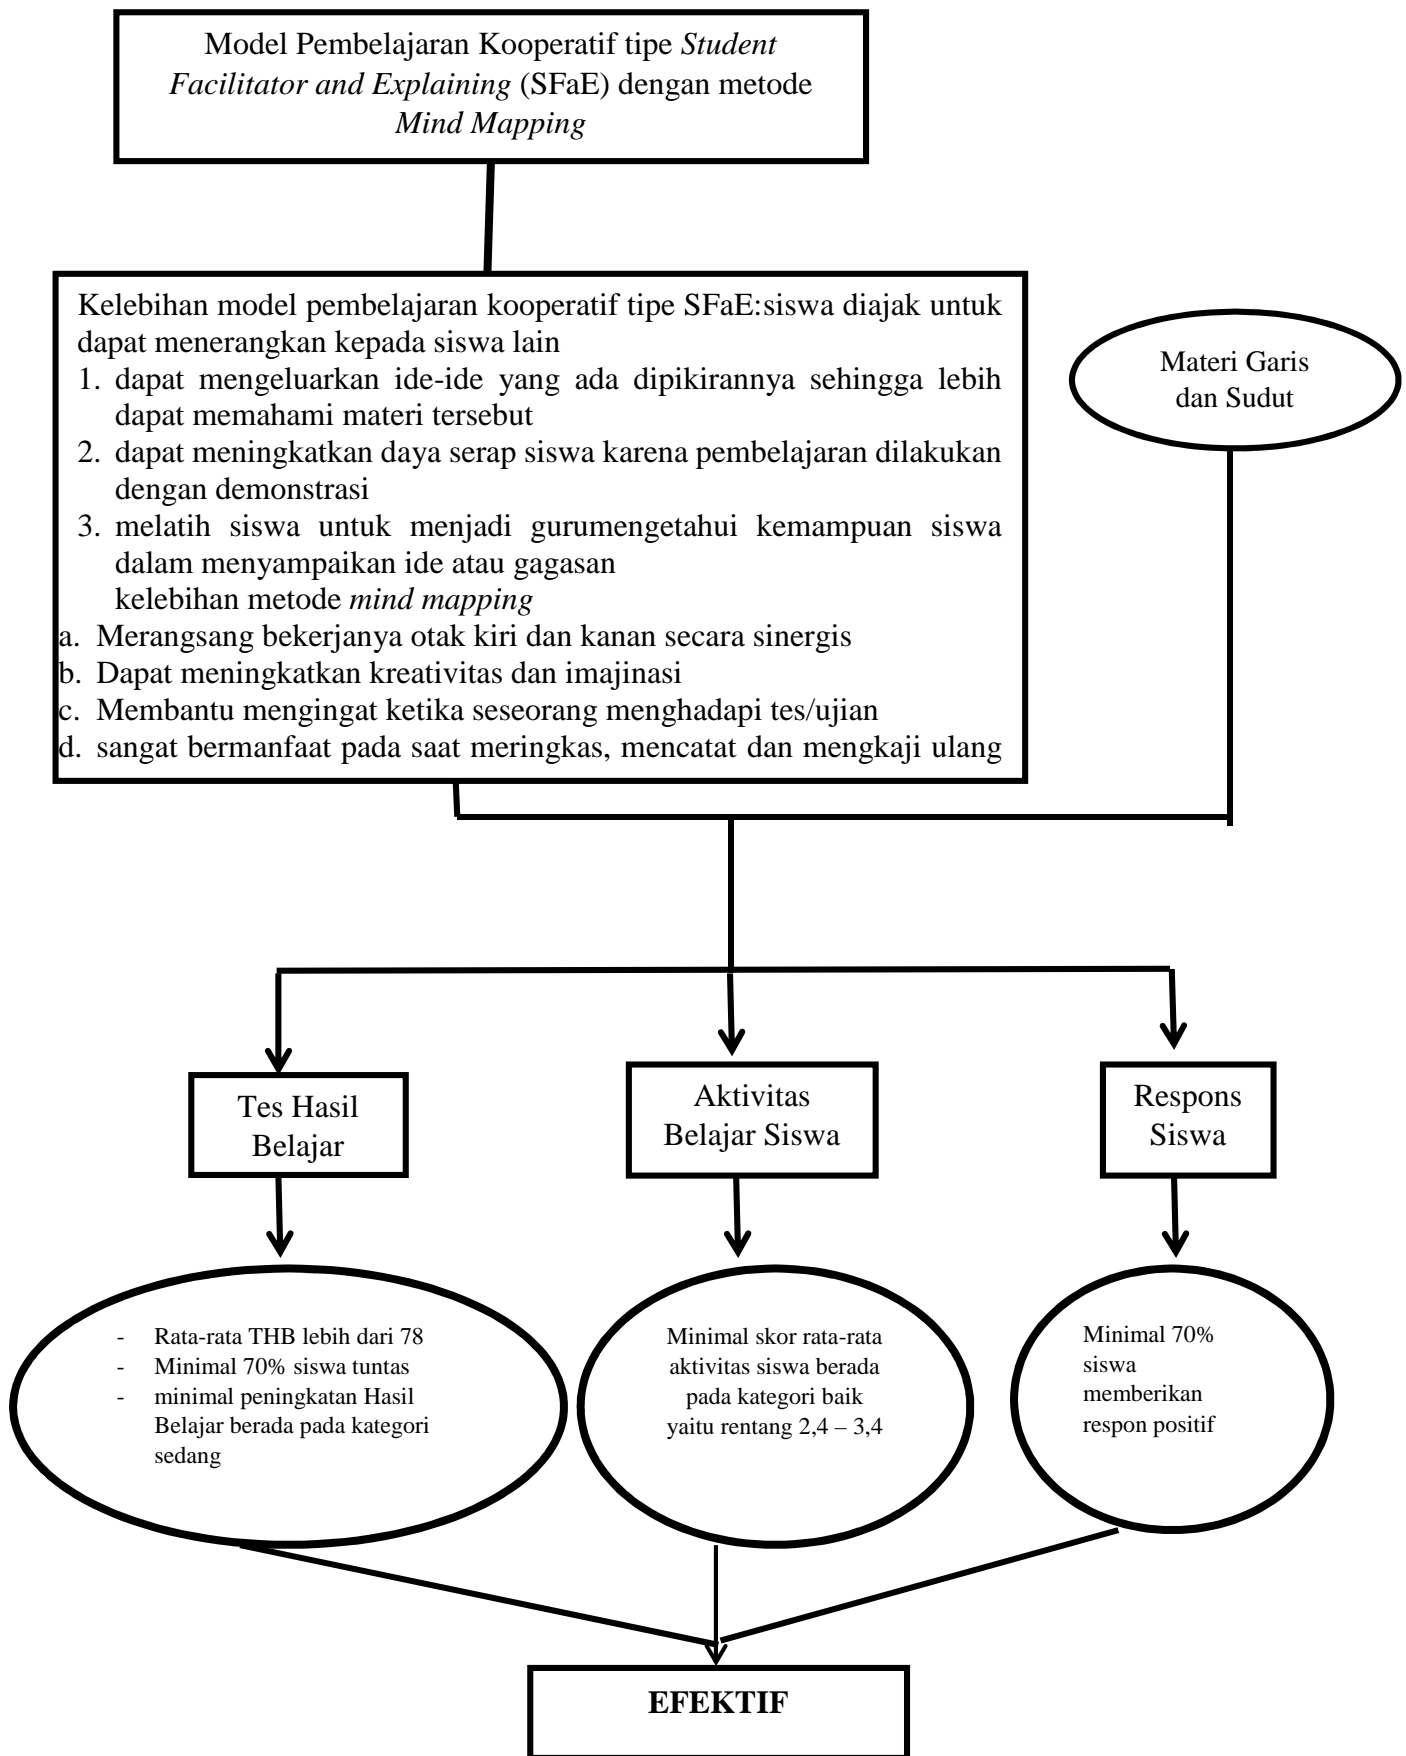 Model Pembelajaran Kooperatif tipe Student
Facilitator and Explaining (SFaE) dengan metode
Mind Mapping
Kelebihan model pembelajaran kooperatif tipe SFaE:siswa diajak untuk
dapat menerangkan kepada siswa lain
1. dapat mengeluarkan ide-ide yang ada dipikirannya sehingga lebih
dapat memahami materi tersebut
2. dapat meningkatkan daya serap siswa karena pembelajaran dilakukan
dengan demonstrasi
3. melatih siswa untuk menjadi gurumengetahui kemampuan siswa
dalam menyampaikan ide atau gagasan
kelebihan metode mind mapping
a. Merangsang bekerjanya otak kiri dan kanan secara sinergis
b. Dapat meningkatkan kreativitas dan imajinasi
c. Membantu mengingat ketika seseorang menghadapi tes/ujian
d. sangat bermanfaat pada saat meringkas, mencatat dan mengkaji ulang
Materi Garis
dan Sudut
Tes Hasil
Belajar
Aktivitas
Belajar Siswa
Respons
Siswa
- Rata-rata THB lebih dari 78
- Minimal 70% siswa tuntas
- minimal peningkatan Hasil
Belajar berada pada kategori
sedang
Minimal skor rata-rata
aktivitas siswa berada
pada kategori baik
yaitu rentang 2,4 – 3,4
Minimal 70%
siswa
memberikan
respon positif
EFEKTIF